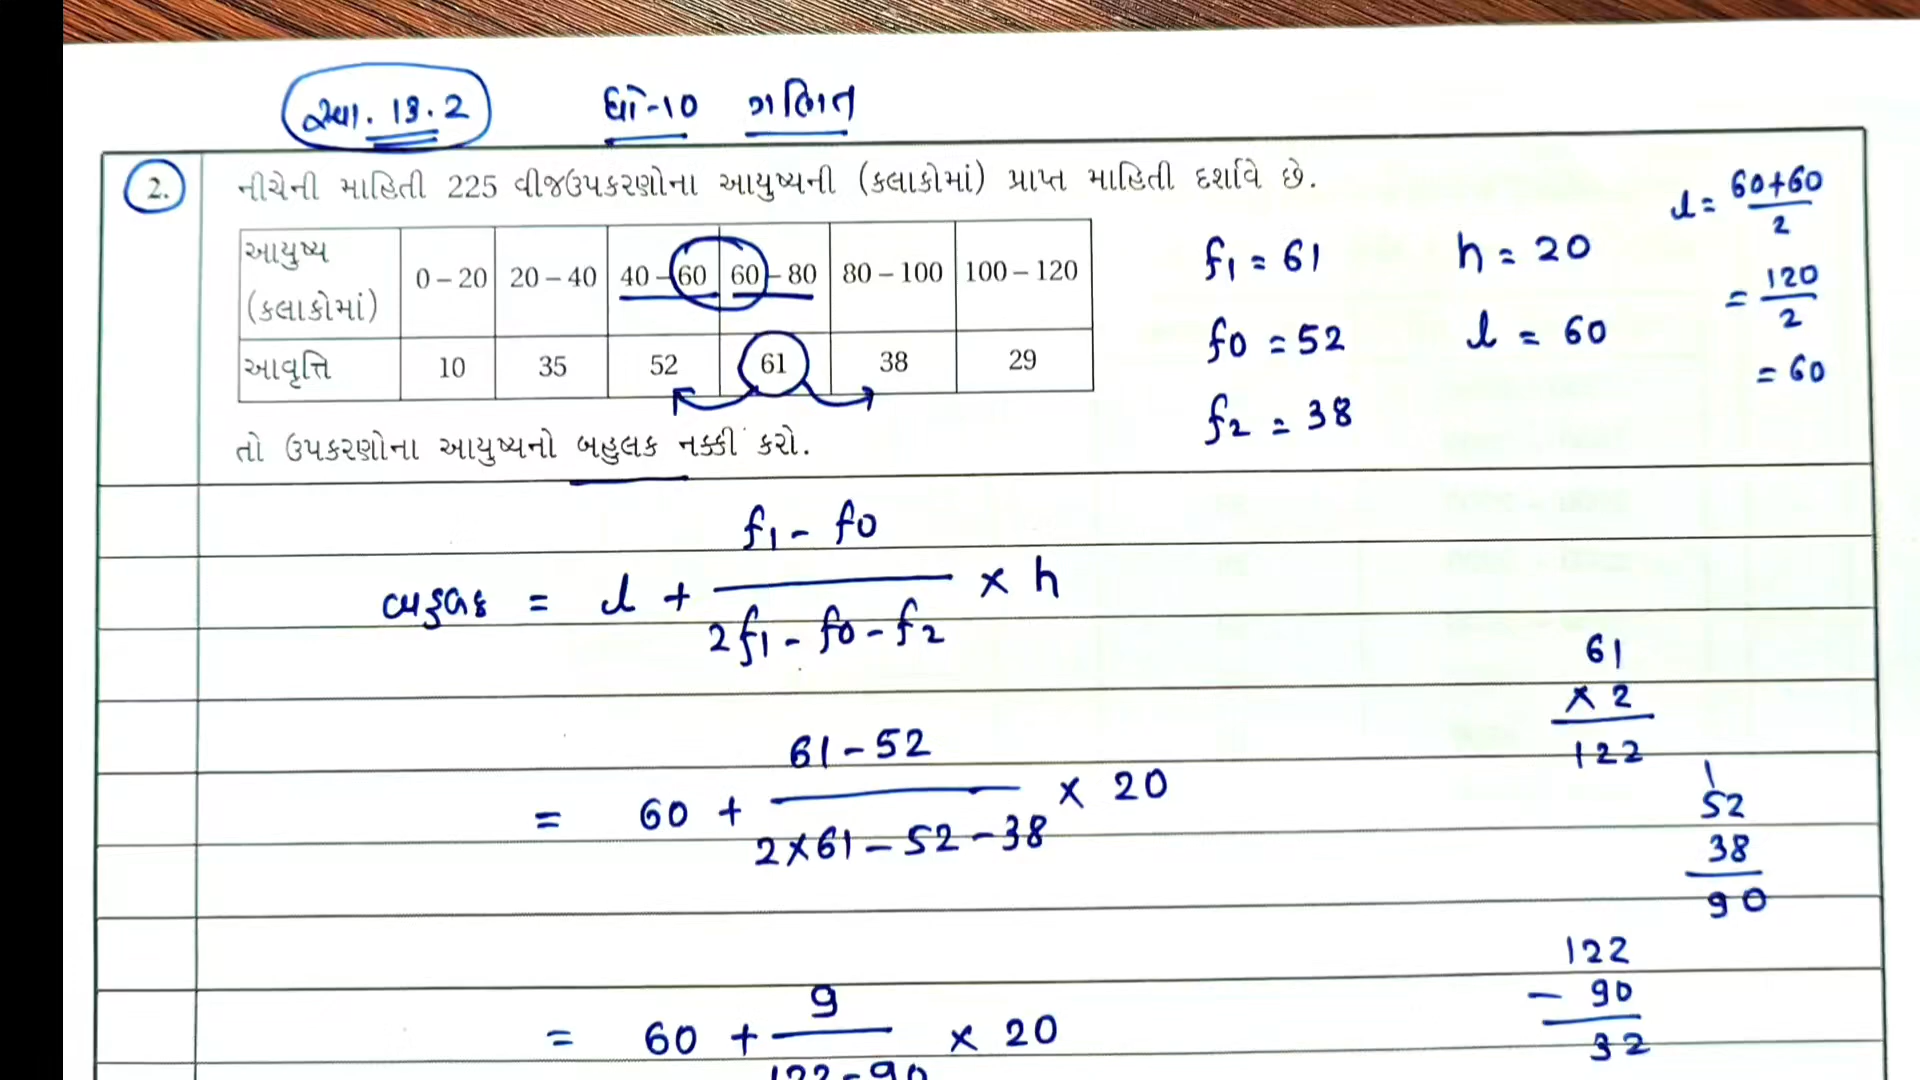 સ્વા. 13.2 ધો-૧૦ ગણિત
2. નીચેની માહિતી 225 વીજઉપકરણોના આયુષ્યની (કલાકોમાં) પ્રાપ્ત માહિતી દર્શાવે છે.
આયુષ્ય (કલાકોમાં) 0 – 20 20 – 40 40 – 60 60 – 80 80 – 100 100 – 120
આવૃત્તિ 10 35 52 61 38 29
તો ઉપકરણોના આયુષ્યનો બહુલક નક્કી કરો.
f1 = 61 h = 20
f0 = 52 l = 60
f2 = 38
l = 60+60 / 2
= 120 / 2
= 60
બહુલક = l + f1 - f0 / 2f1 - f0 - f2 × h
= 60 + 61 - 52 / 2×61 - 52 - 38 × 20
= 60 + 9 / 122 - 90 × 20
61
× 2
122
1
52
38
90
122
- 90
32